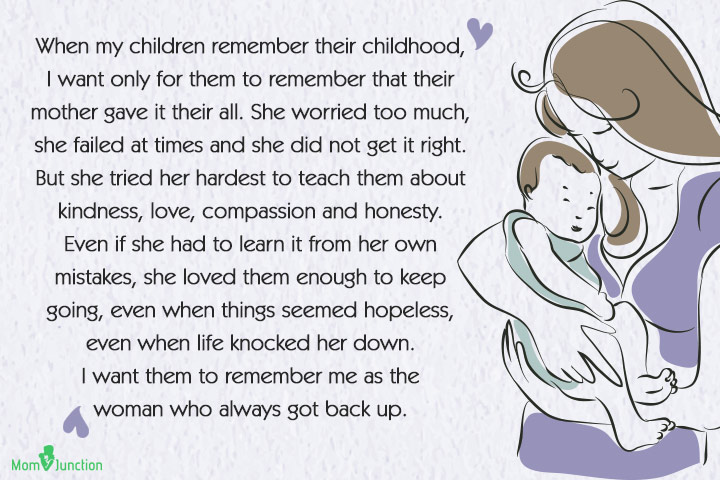 When my children remember their childhood,
I want only for them to remember that their
mother gave it their all. She worried too much,
she failed at times and she did not get it right.
But she tried her hardest to teach them about
kindness, love, compassion and honesty.
Even if she had to learn it from her own
mistakes, she loved them enough to keep
going, even when things seemed hopeless,
even when life knocked her down.
I want them to remember me as the
woman who always got back up.
Mom Junction